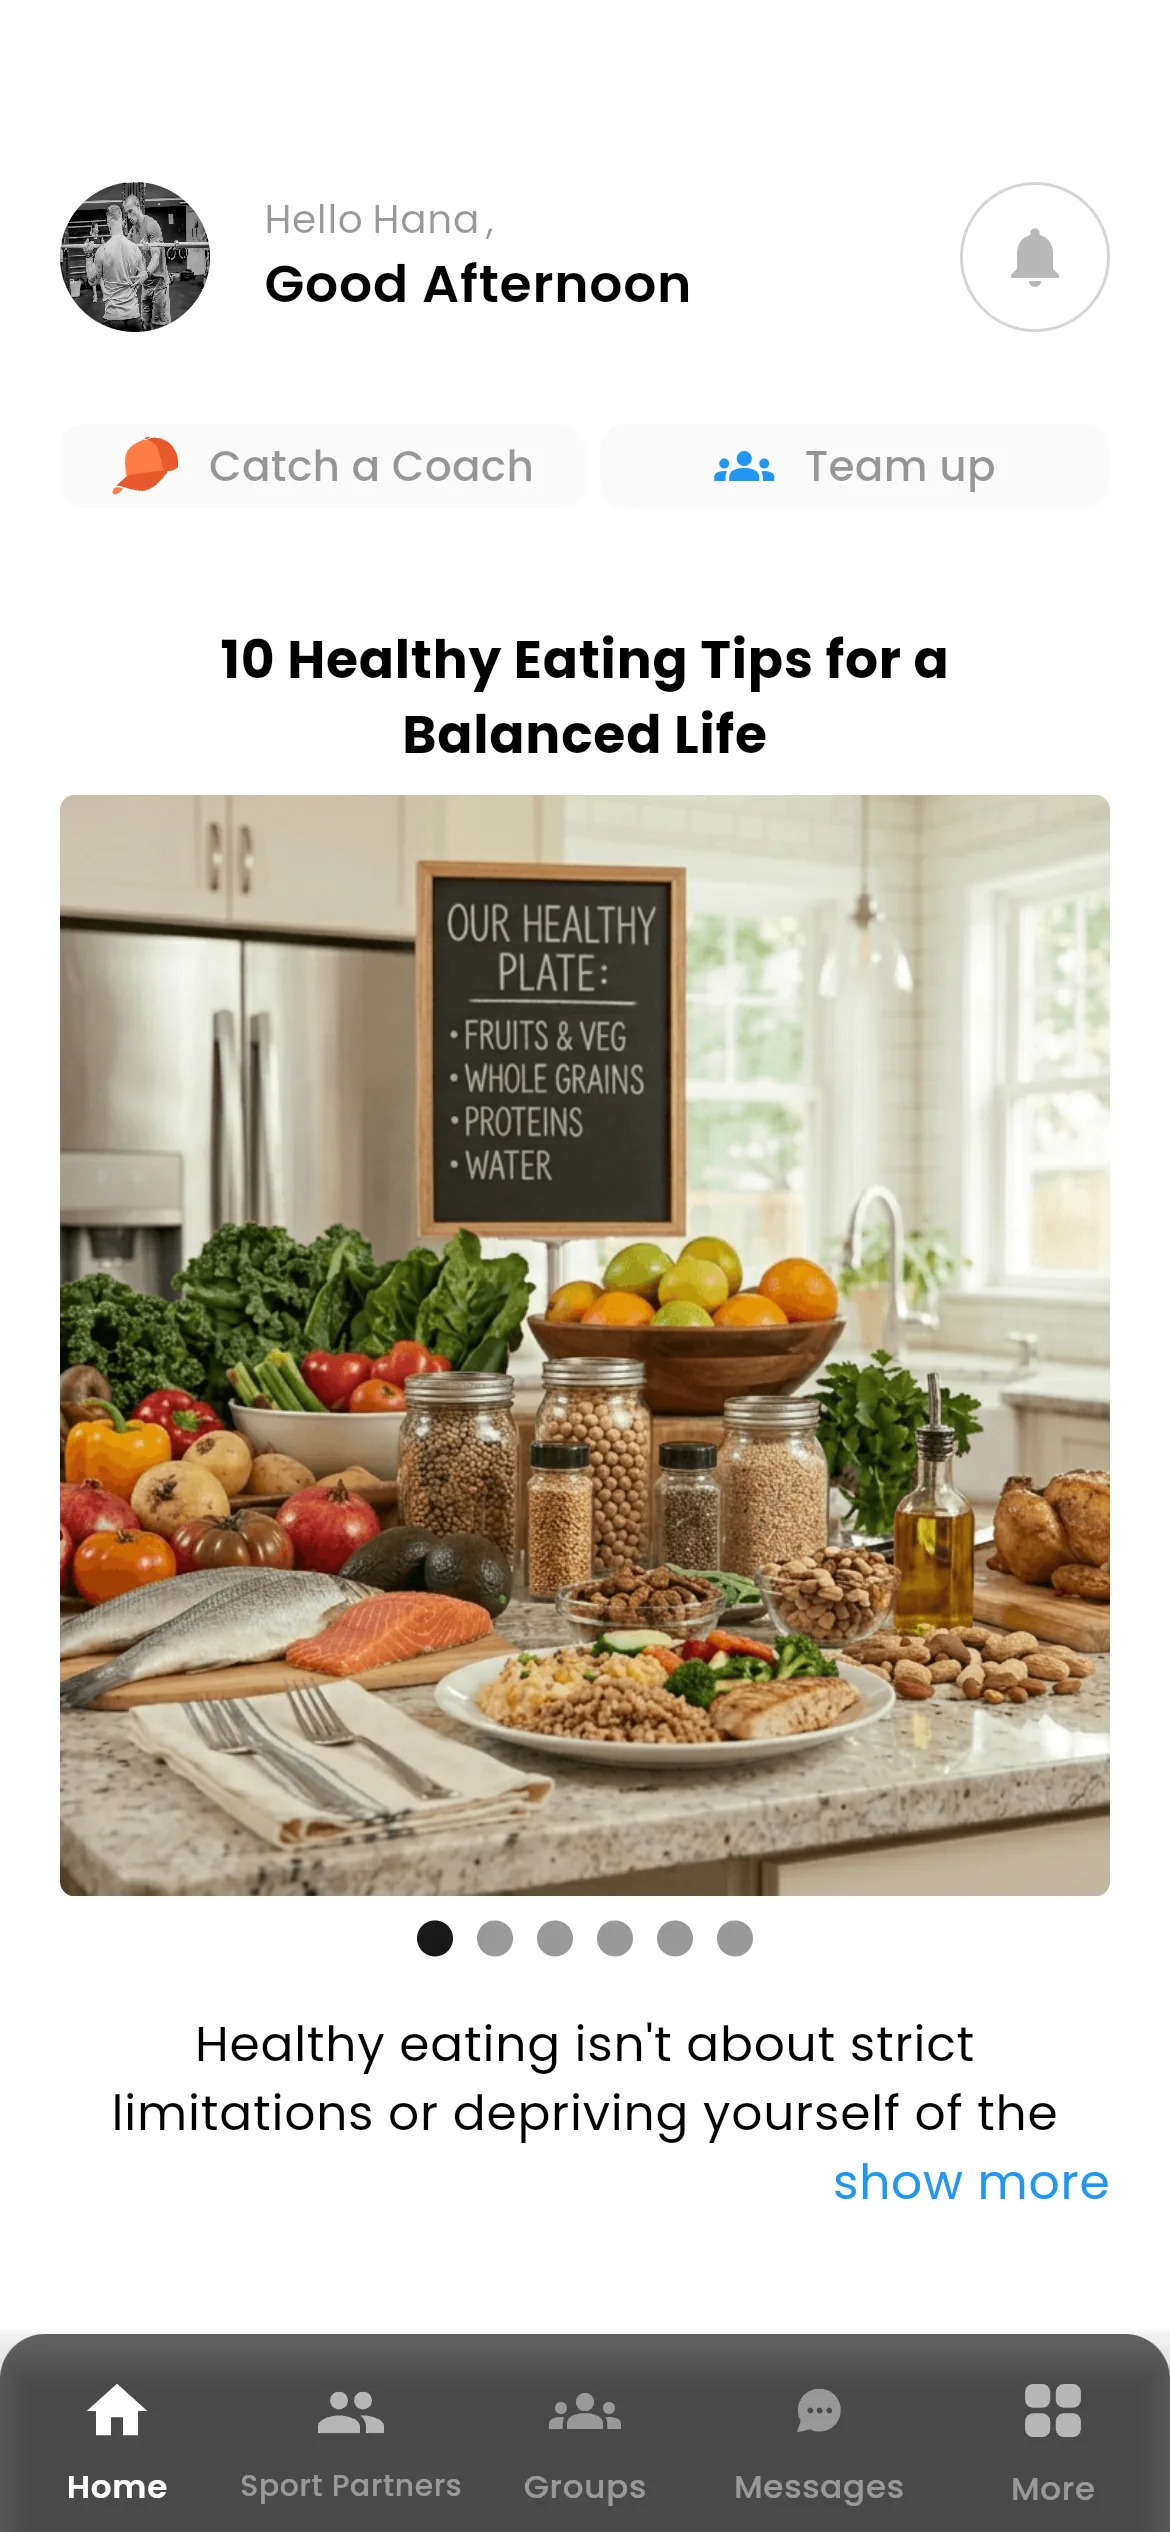 Hello Hana ,
Good Afternoon
Catch a Coach
Team up
10 Healthy Eating Tips for a
Balanced Life
OUR HEALTHY
PLATE:
• FRUITS & VEG
• WHOLE GRAINS
• PROTEINS
• WATER
Healthy eating isn't about strict
limitations or depriving yourself of the
show more
Home
Sport Partners
Groups
Messages
More